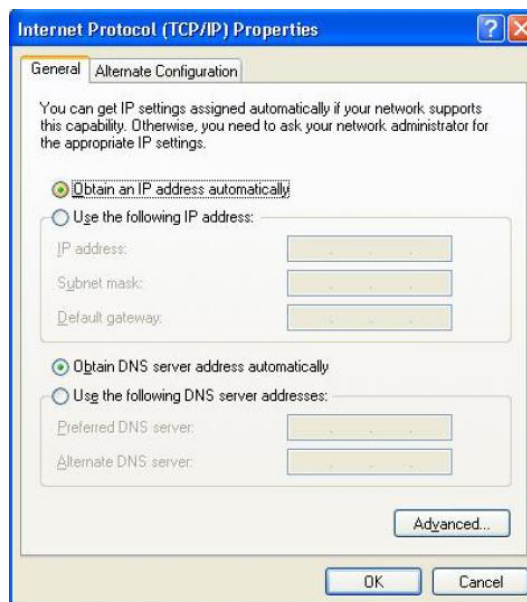 Internet Protocol (TCP/IP) Properties
General
Alternate Configuration
You can get IP settings assigned automatically if your network supports
this capability. Otherwise, you need to ask your network administrator for
the appropriate IP settings.
Obtain an IP address automatically
Use the following IP address:
IP address:
Subnet mask:
Default gateway:
Obtain DNS server address automatically
Use the following DNS server addresses:
Preferred DNS server:
Alternate DNS server:
Advanced...
OK
Cancel